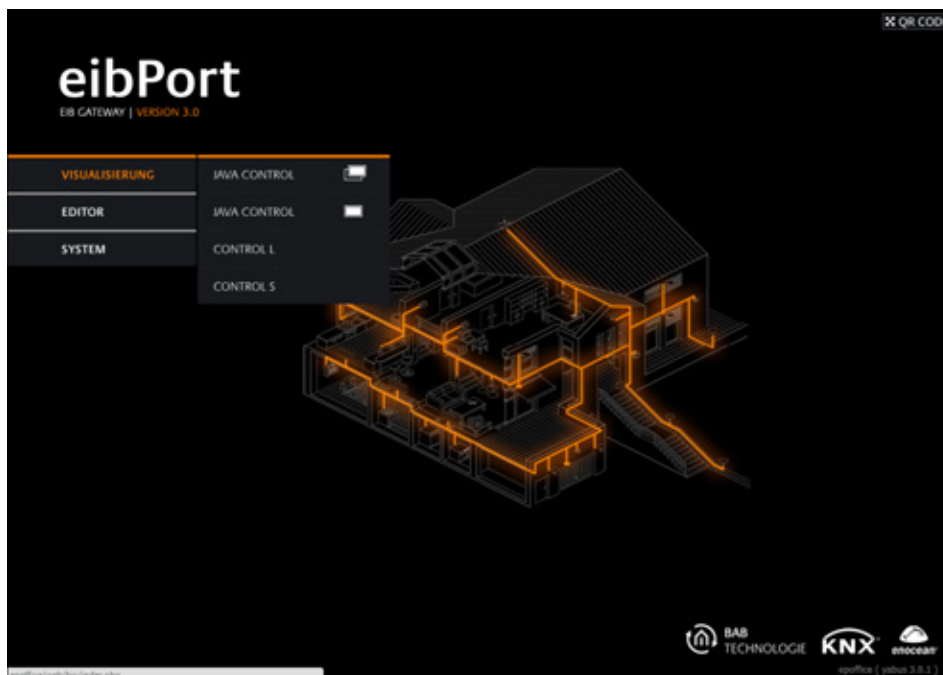 QR COD
eibPort
EIB GATEWAY | VERSION 3.0
VISUALISIERUNG
JAVA CONTROL
EDITOR
JAVA CONTROL
SYSTEM
CONTROL L
CONTROL S
BAB
TECHNOLOGIE
KNX
enocean
epoffice ( yabus 3.0.1 )